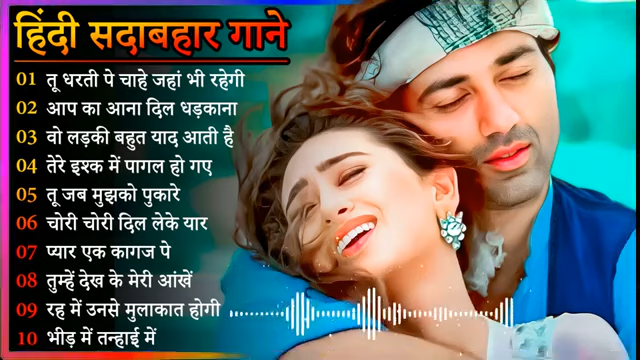 हिंदी सदाबहार गाने
01 तू धरती पे चाहे जहां भी रहेगी
02 आप का आना दिल धड़काना
03 वो लड़की बहुत याद आती है
04 तेरे इश्क में पागल हो गए
05 तू जब मुझको पुकारे
06 चोरी चोरी दिल लेके यार
07 प्यार एक कागज पे
08 तुम्हें देख के मेरी आंखें
09 रह में उनसे मुलाकात होगी
10 भीड़ में तन्हाई में